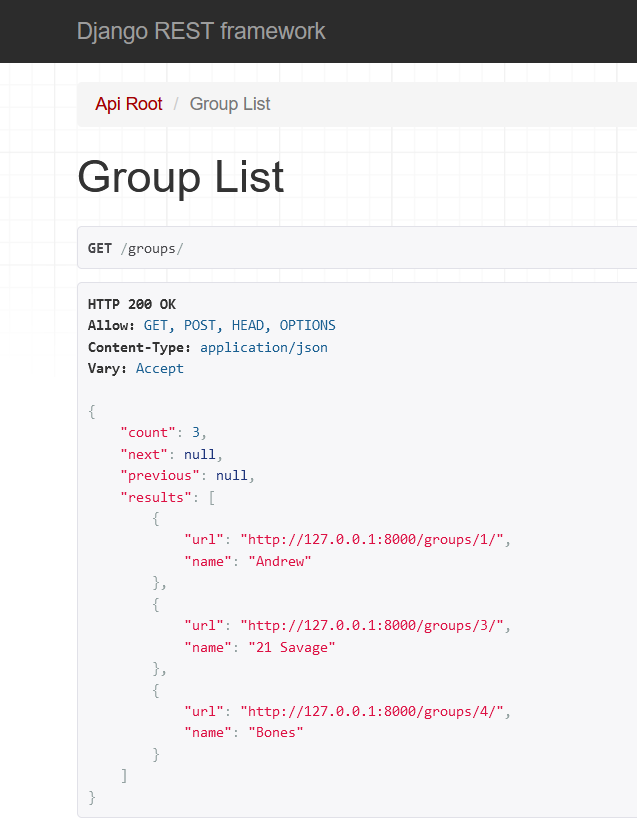 Django REST framework
Api Root / Group List
Group List
GET /groups/
HTTP 200 OK
Allow: GET, POST, HEAD, OPTIONS
Content-Type: application/json
Vary: Accept
{
    "count": 3,
    "next": null,
    "previous": null,
    "results": [
        {
            "url": "http://127.0.0.1:8000/groups/1/",
            "name": "Andrew"
        },
        {
            "url": "http://127.0.0.1:8000/groups/3/",
            "name": "21 Savage"
        },
        {
            "url": "http://127.0.0.1:8000/groups/4/",
            "name": "Bones"
        }
    ]
}